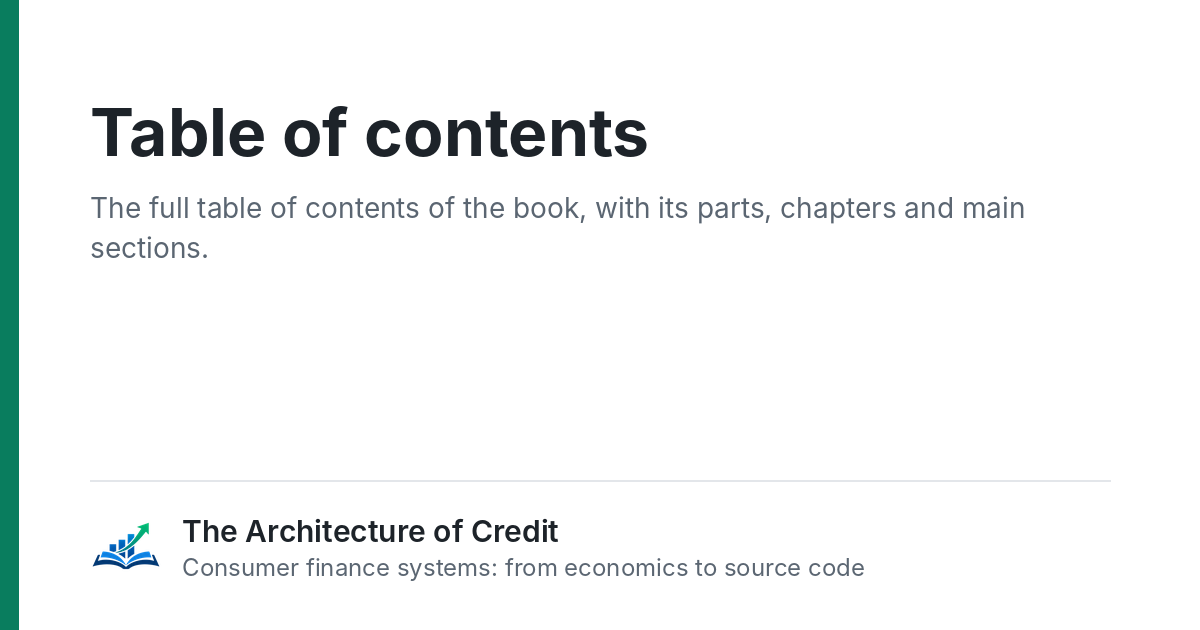 Table of contents
The full table of contents of the book, with its parts, chapters and main
sections.
The Architecture of Credit
Consumer finance systems: from economics to source code